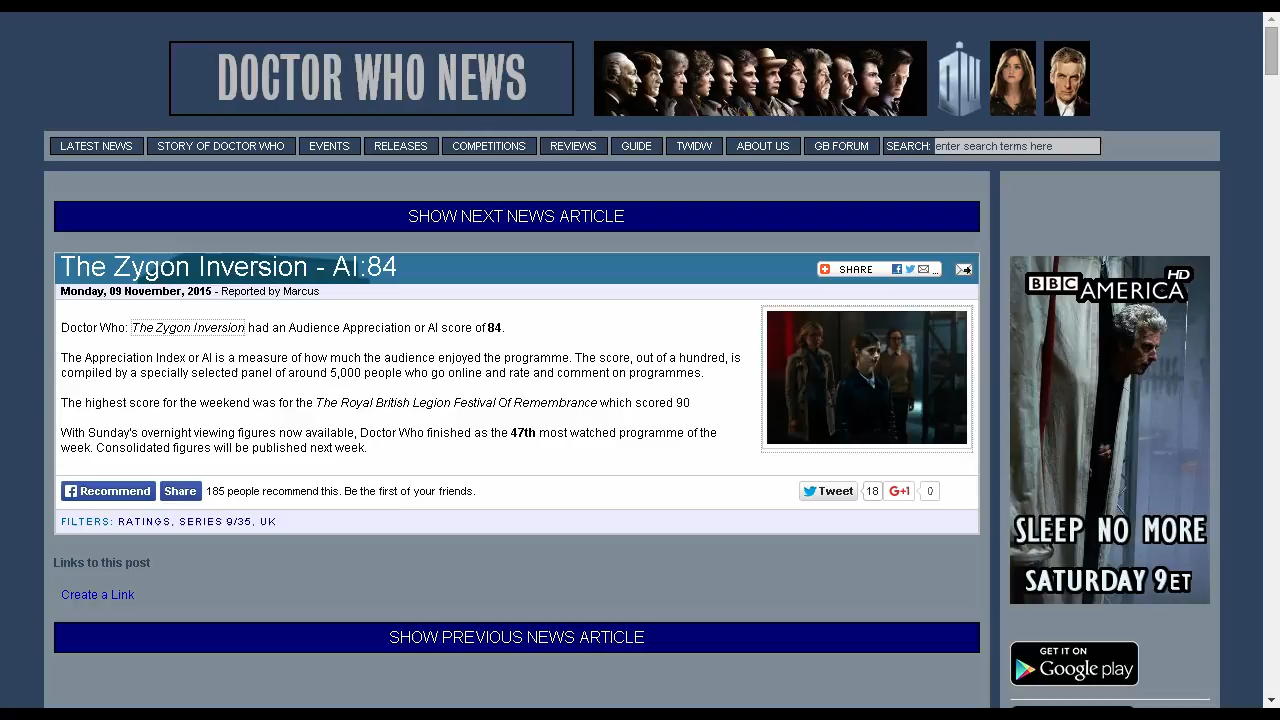 DOCTOR WHO NEWS
DW
LATEST NEWS STORY OF DOCTOR WHO EVENTS RELEASES COMPETITIONS REVIEWS GUIDE TWIDW ABOUT US GB FORUM SEARCH: enter search terms here
SHOW NEXT NEWS ARTICLE
The Zygon Inversion - AI:84
SHARE ...
Monday, 09 November, 2015 - Reported by Marcus
Doctor Who: The Zygon Inversion had an Audience Appreciation or AI score of 84.
The Appreciation Index or AI is a measure of how much the audience enjoyed the programme. The score, out of a hundred, is
compiled by a specially selected panel of around 5,000 people who go online and rate and comment on programmes.
The highest score for the weekend was for the The Royal British Legion Festival Of Remembrance which scored 90
With Sunday's overnight viewing figures now available, Doctor Who finished as the 47th most watched programme of the
week. Consolidated figures will be published next week.
Recommend Share 185 people recommend this. Be the first of your friends.
Tweet 18 G+1 0
FILTERS: RATINGS, SERIES 9/35, UK
Links to this post
Create a Link
SHOW PREVIOUS NEWS ARTICLE
BBC AMERICA HD
SLEEP NO MORE
SATURDAY 9ET
GET IT ON
Google play